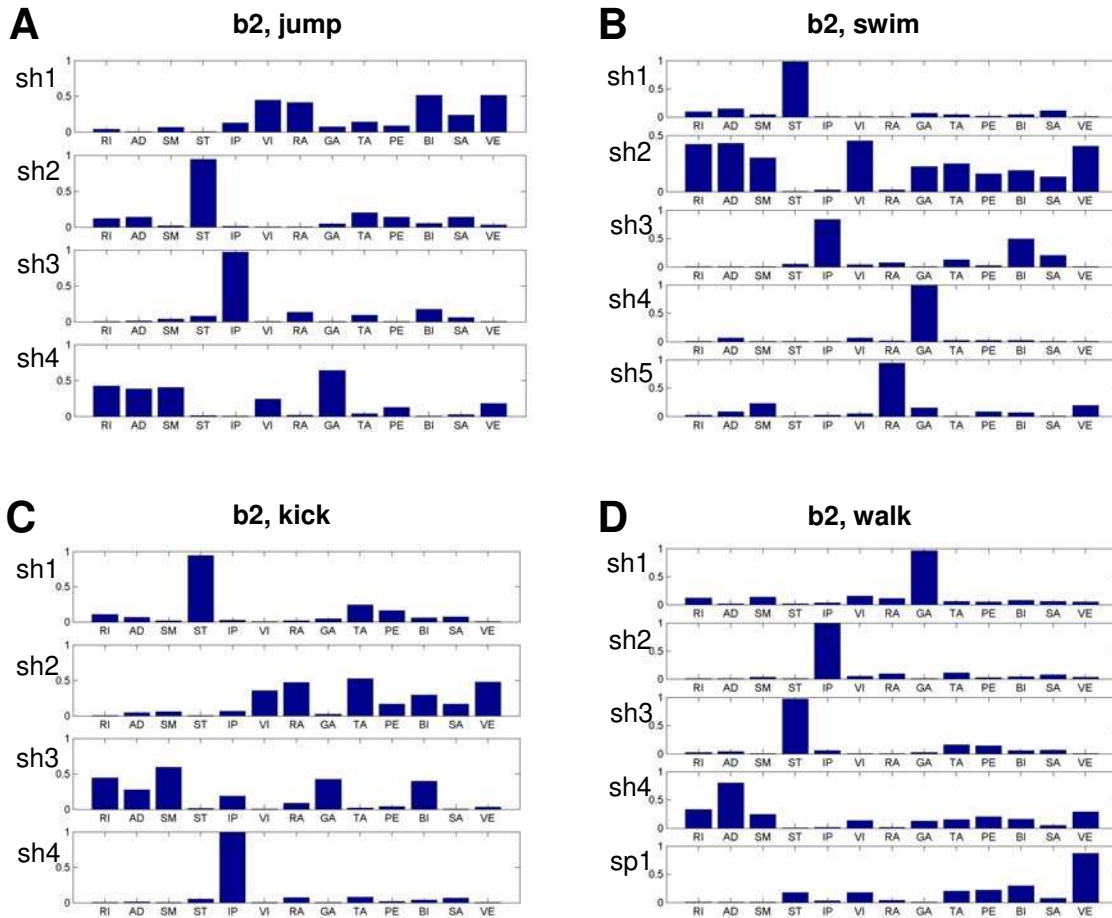 A
b2, jump
sh1
1
0.5
0
RI AD SM ST IP VI RA GA TA PE BI SA VE
sh2
1
0.5
0
RI AD SM ST IP VI RA GA TA PE BI SA VE
sh3
1
0.5
0
RI AD SM ST IP VI RA GA TA PE BI SA VE
sh4
1
0.5
0
RI AD SM ST IP VI RA GA TA PE BI SA VE
B
b2, swim
sh1
1
0.5
0
RI AD SM ST IP VI RA GA TA PE BI SA VE
sh2
0.5
0
RI AD SM ST IP VI RA GA TA PE BI SA VE
sh3
1
0.5
0
RI AD SM ST IP VI RA GA TA PE BI SA VE
sh4
1
0.5
0
RI AD SM ST IP VI RA GA TA PE BI SA VE
sh5
1
0.5
0
RI AD SM ST IP VI RA GA TA PE BI SA VE
C
b2, kick
sh1
1
0.5
0
RI AD SM ST IP VI RA GA TA PE BI SA VE
sh2
1
0.5
0
RI AD SM ST IP VI RA GA TA PE BI SA VE
sh3
1
0.5
0
RI AD SM ST IP VI RA GA TA PE BI SA VE
sh4
1
0.5
0
RI AD SM ST IP VI RA GA TA PE BI SA VE
D
b2, walk
sh1
1
0.5
0
RI AD SM ST IP VI RA GA TA PE BI SA VE
sh2
1
0.5
0
RI AD SM ST IP VI RA GA TA PE BI SA VE
sh3
1
0.5
0
RI AD SM ST IP VI RA GA TA PE BI SA VE
sh4
1
0.5
0
RI AD SM ST IP VI RA GA TA PE BI SA VE
sp1
1
0.5
0
RI AD SM ST IP VI RA GA TA PE BI SA VE